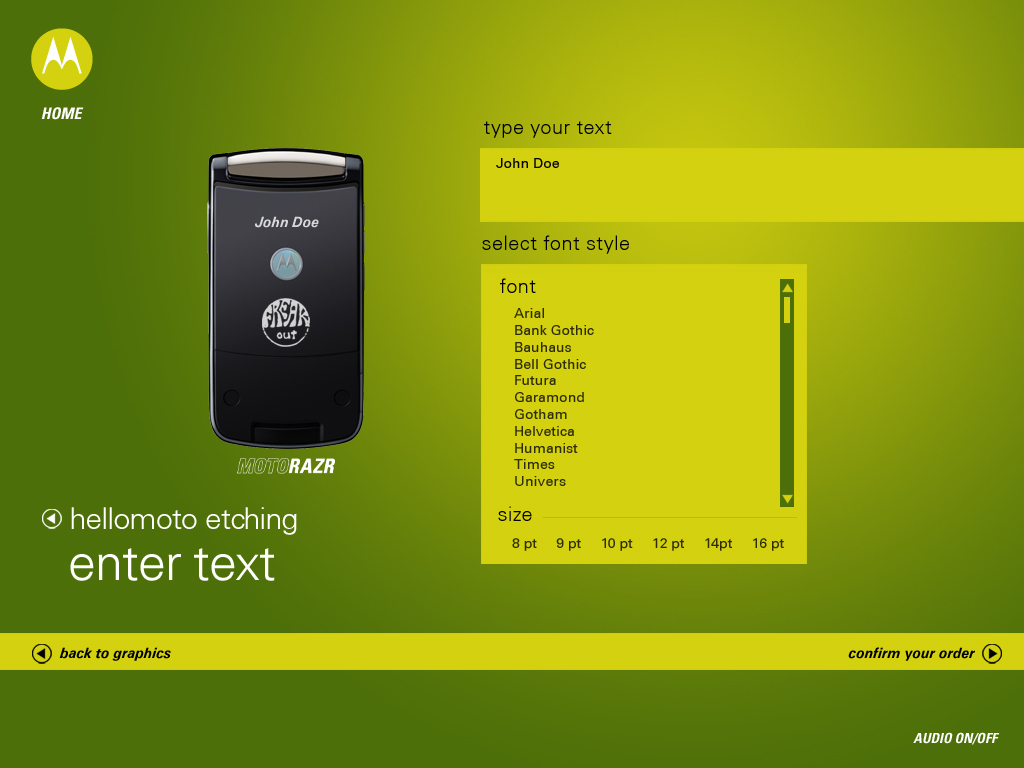 HOME
type your text
John Doe
John Doe
freak
out
MOTORAZR
select font style
font
Arial
Bank Gothic
Bauhaus
Bell Gothic
Futura
Garamond
Gotham
Helvetica
Humanist
Times
Univers
size
8 pt 9 pt 10 pt 12 pt 14pt 16 pt
hellomoto etching
enter text
back to graphics
confirm your order
AUDIO ON/OFF